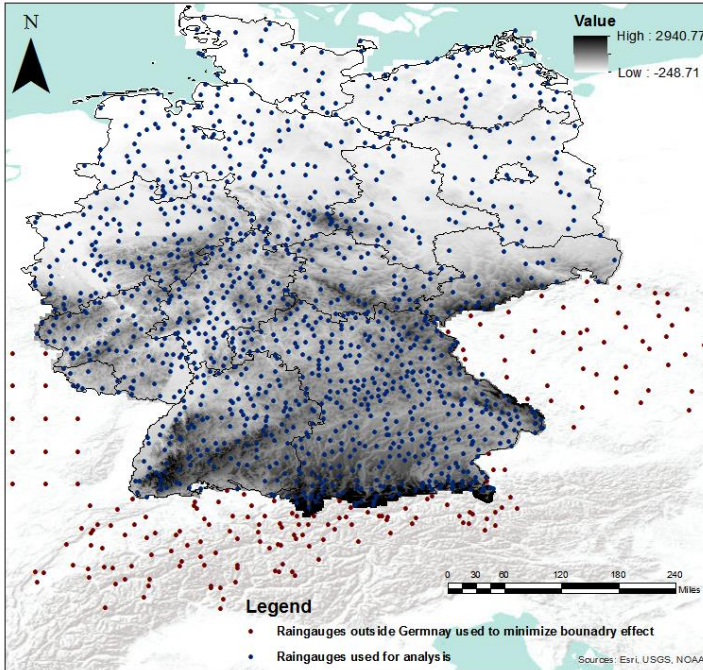 N
Value
High : 2940.77
Low : -248.71
0 30 60 120 180 240
Miles
Legend
Raingauges outside Germnay used to minimize bounadry effect
Raingauges used for analysis
Sources: Esri, USGS, NOAA